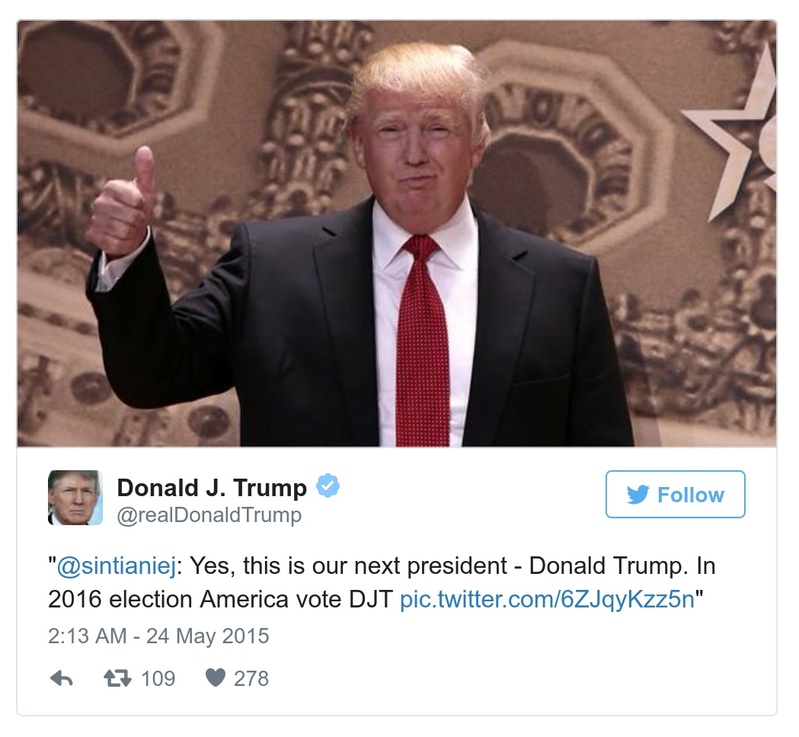 Donald J. Trump
@realDonaldTrump
Follow
"@sintianiej: Yes, this is our next president - Donald Trump. In
2016 election America vote DJT pic.twitter.com/6ZJqyKzz5n"
2:13 AM - 24 May 2015
109 278